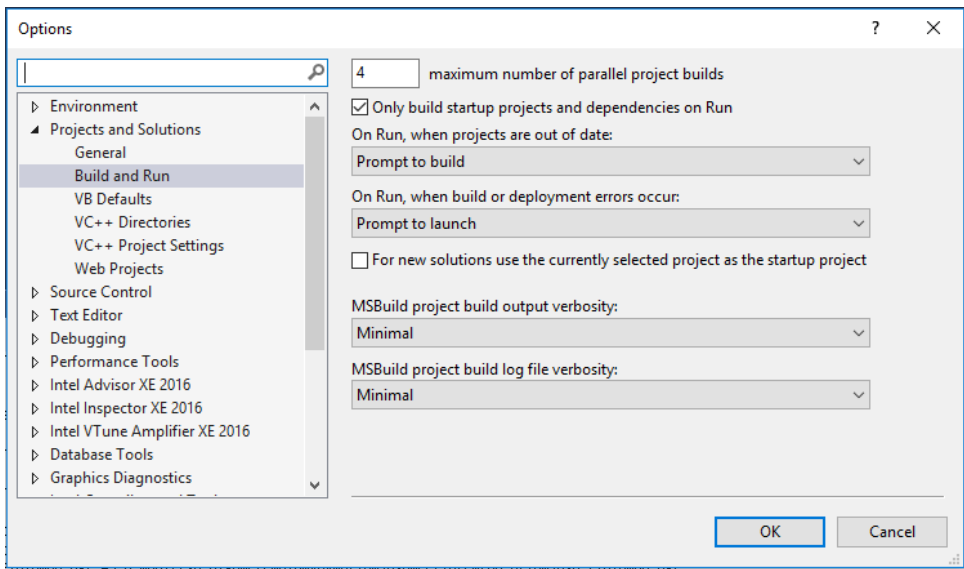 Options
?
Environment
Projects and Solutions
General
Build and Run
VB Defaults
VC++ Directories
VC++ Project Settings
Web Projects
Source Control
Text Editor
Debugging
Performance Tools
Intel Advisor XE 2016
Intel Inspector XE 2016
Intel VTune Amplifier XE 2016
Database Tools
Graphics Diagnostics
4 maximum number of parallel project builds
Only build startup projects and dependencies on Run
On Run, when projects are out of date:
Prompt to build
On Run, when build or deployment errors occur:
Prompt to launch
For new solutions use the currently selected project as the startup project
MSBuild project build output verbosity:
Minimal
MSBuild project build log file verbosity:
Minimal
OK
Cancel